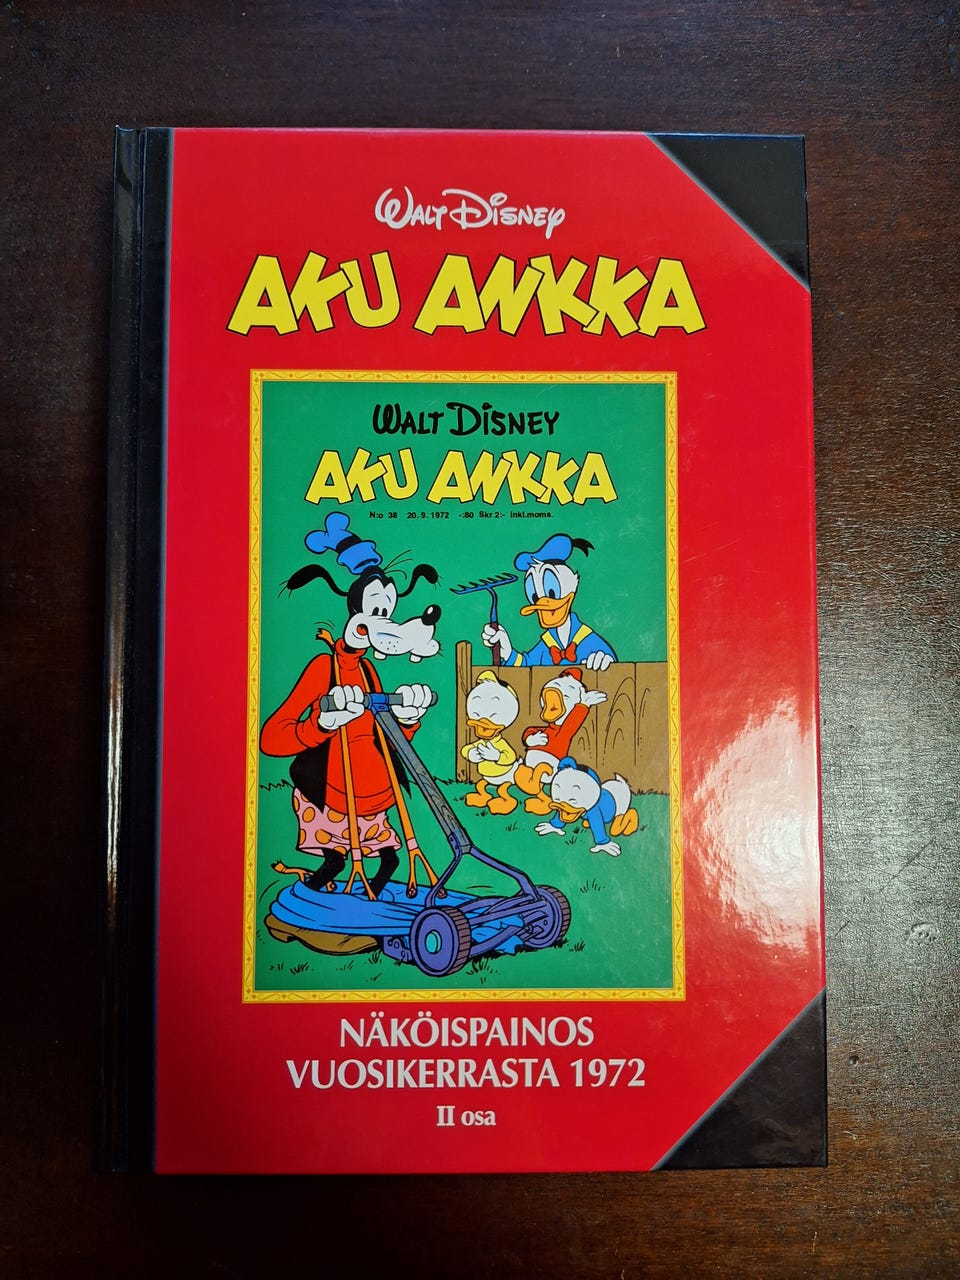 WALT DISNEY
AKU ANKKA
WALT DISNEY
AKU ANKKA
N:o 38 20.9.1972 -:80 Skr 2:- inkl.moms.
NÄKÖISPAINOS
VUOSIKERRASTA 1972
II osa